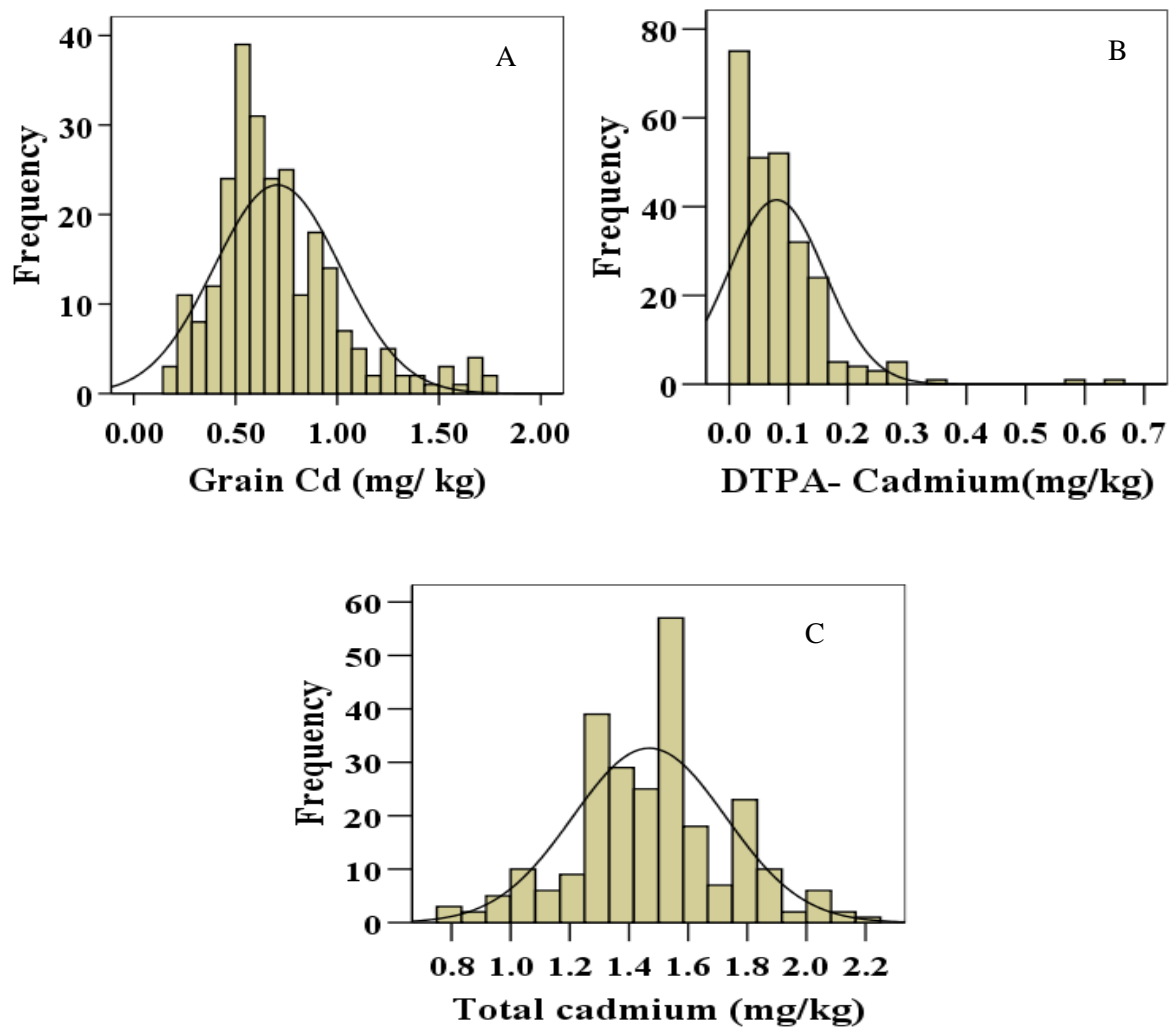 A
Frequency
40
30
20
10
0
0.00 0.50 1.00 1.50 2.00
Grain Cd (mg/ kg)
B
Frequency
80
60
40
20
0
0.0 0.1 0.2 0.3 0.4 0.5 0.6 0.7
DTPA- Cadmium(mg/kg)
C
Frequency
60
50
40
30
20
10
0
0.8 1.0 1.2 1.4 1.6 1.8 2.0 2.2
Total cadmium (mg/kg)